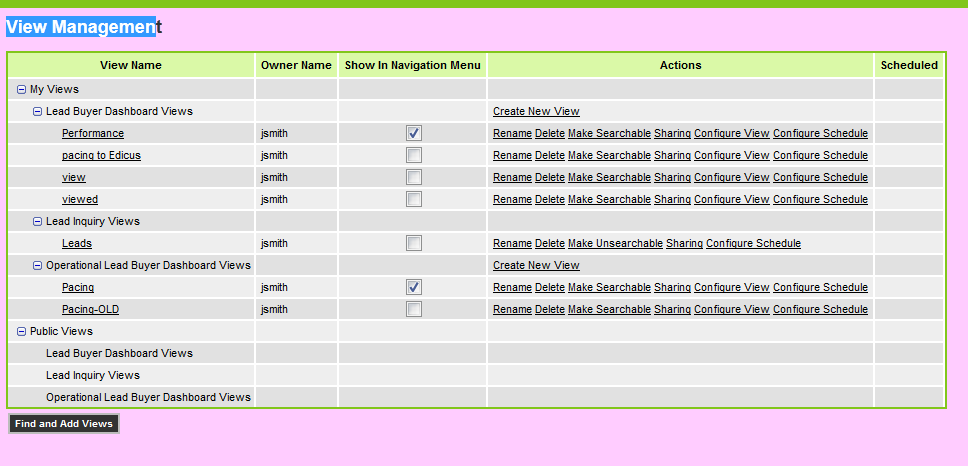 View Management
View Name Owner Name Show In Navigation Menu Actions Scheduled
My Views
Lead Buyer Dashboard Views Create New View
Performance jsmith Rename Delete Make Searchable Sharing Configure View Configure Schedule
pacing to Edicus jsmith Rename Delete Make Searchable Sharing Configure View Configure Schedule
view jsmith Rename Delete Make Searchable Sharing Configure View Configure Schedule
viewed jsmith Rename Delete Make Searchable Sharing Configure View Configure Schedule
Lead Inquiry Views
Leads jsmith Rename Delete Make Unsearchable Sharing Configure Schedule
Operational Lead Buyer Dashboard Views Create New View
Pacing jsmith Rename Delete Make Searchable Sharing Configure View Configure Schedule
Pacing-OLD jsmith Rename Delete Make Searchable Sharing Configure View Configure Schedule
Public Views
Lead Buyer Dashboard Views
Lead Inquiry Views
Operational Lead Buyer Dashboard Views
Find and Add Views